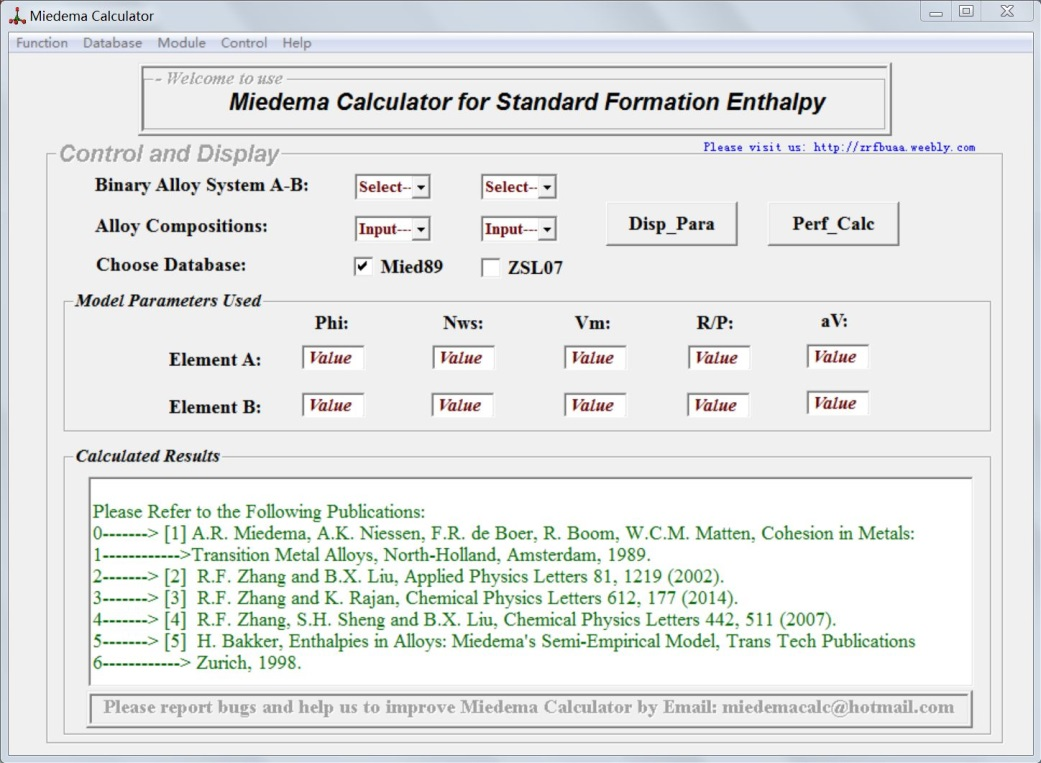 Miedema Calculator
Function Database Module Control Help
- Welcome to use
Miedema Calculator for Standard Formation Enthalpy
Please visit us: http://zrfbuaa.weebly.com
Control and Display
Binary Alloy System A-B: Select-- Select--
Alloy Compositions: Input--- Input--- Disp_Para Perf_Calc
Choose Database: Mied89 ZSL07
Model Parameters Used
Phi: Nws: Vm: R/P: aV:
Element A: Value Value Value Value Value
Element B: Value Value Value Value Value
Calculated Results
Please Refer to the Following Publications:
0-------> [1] A.R. Miedema, A.K. Niessen, F.R. de Boer, R. Boom, W.C.M. Matten, Cohesion in Metals:
1------------>Transition Metal Alloys, North-Holland, Amsterdam, 1989.
2-------> [2] R.F. Zhang and B.X. Liu, Applied Physics Letters 81, 1219 (2002).
3-------> [3] R.F. Zhang and K. Rajan, Chemical Physics Letters 612, 177 (2014).
4-------> [4] R.F. Zhang, S.H. Sheng and B.X. Liu, Chemical Physics Letters 442, 511 (2007).
5-------> [5] H. Bakker, Enthalpies in Alloys: Miedema's Semi-Empirical Model, Trans Tech Publications
6------------> Zurich, 1998.
Please report bugs and help us to improve Miedema Calculator by Email: miedemacalc@hotmail.com